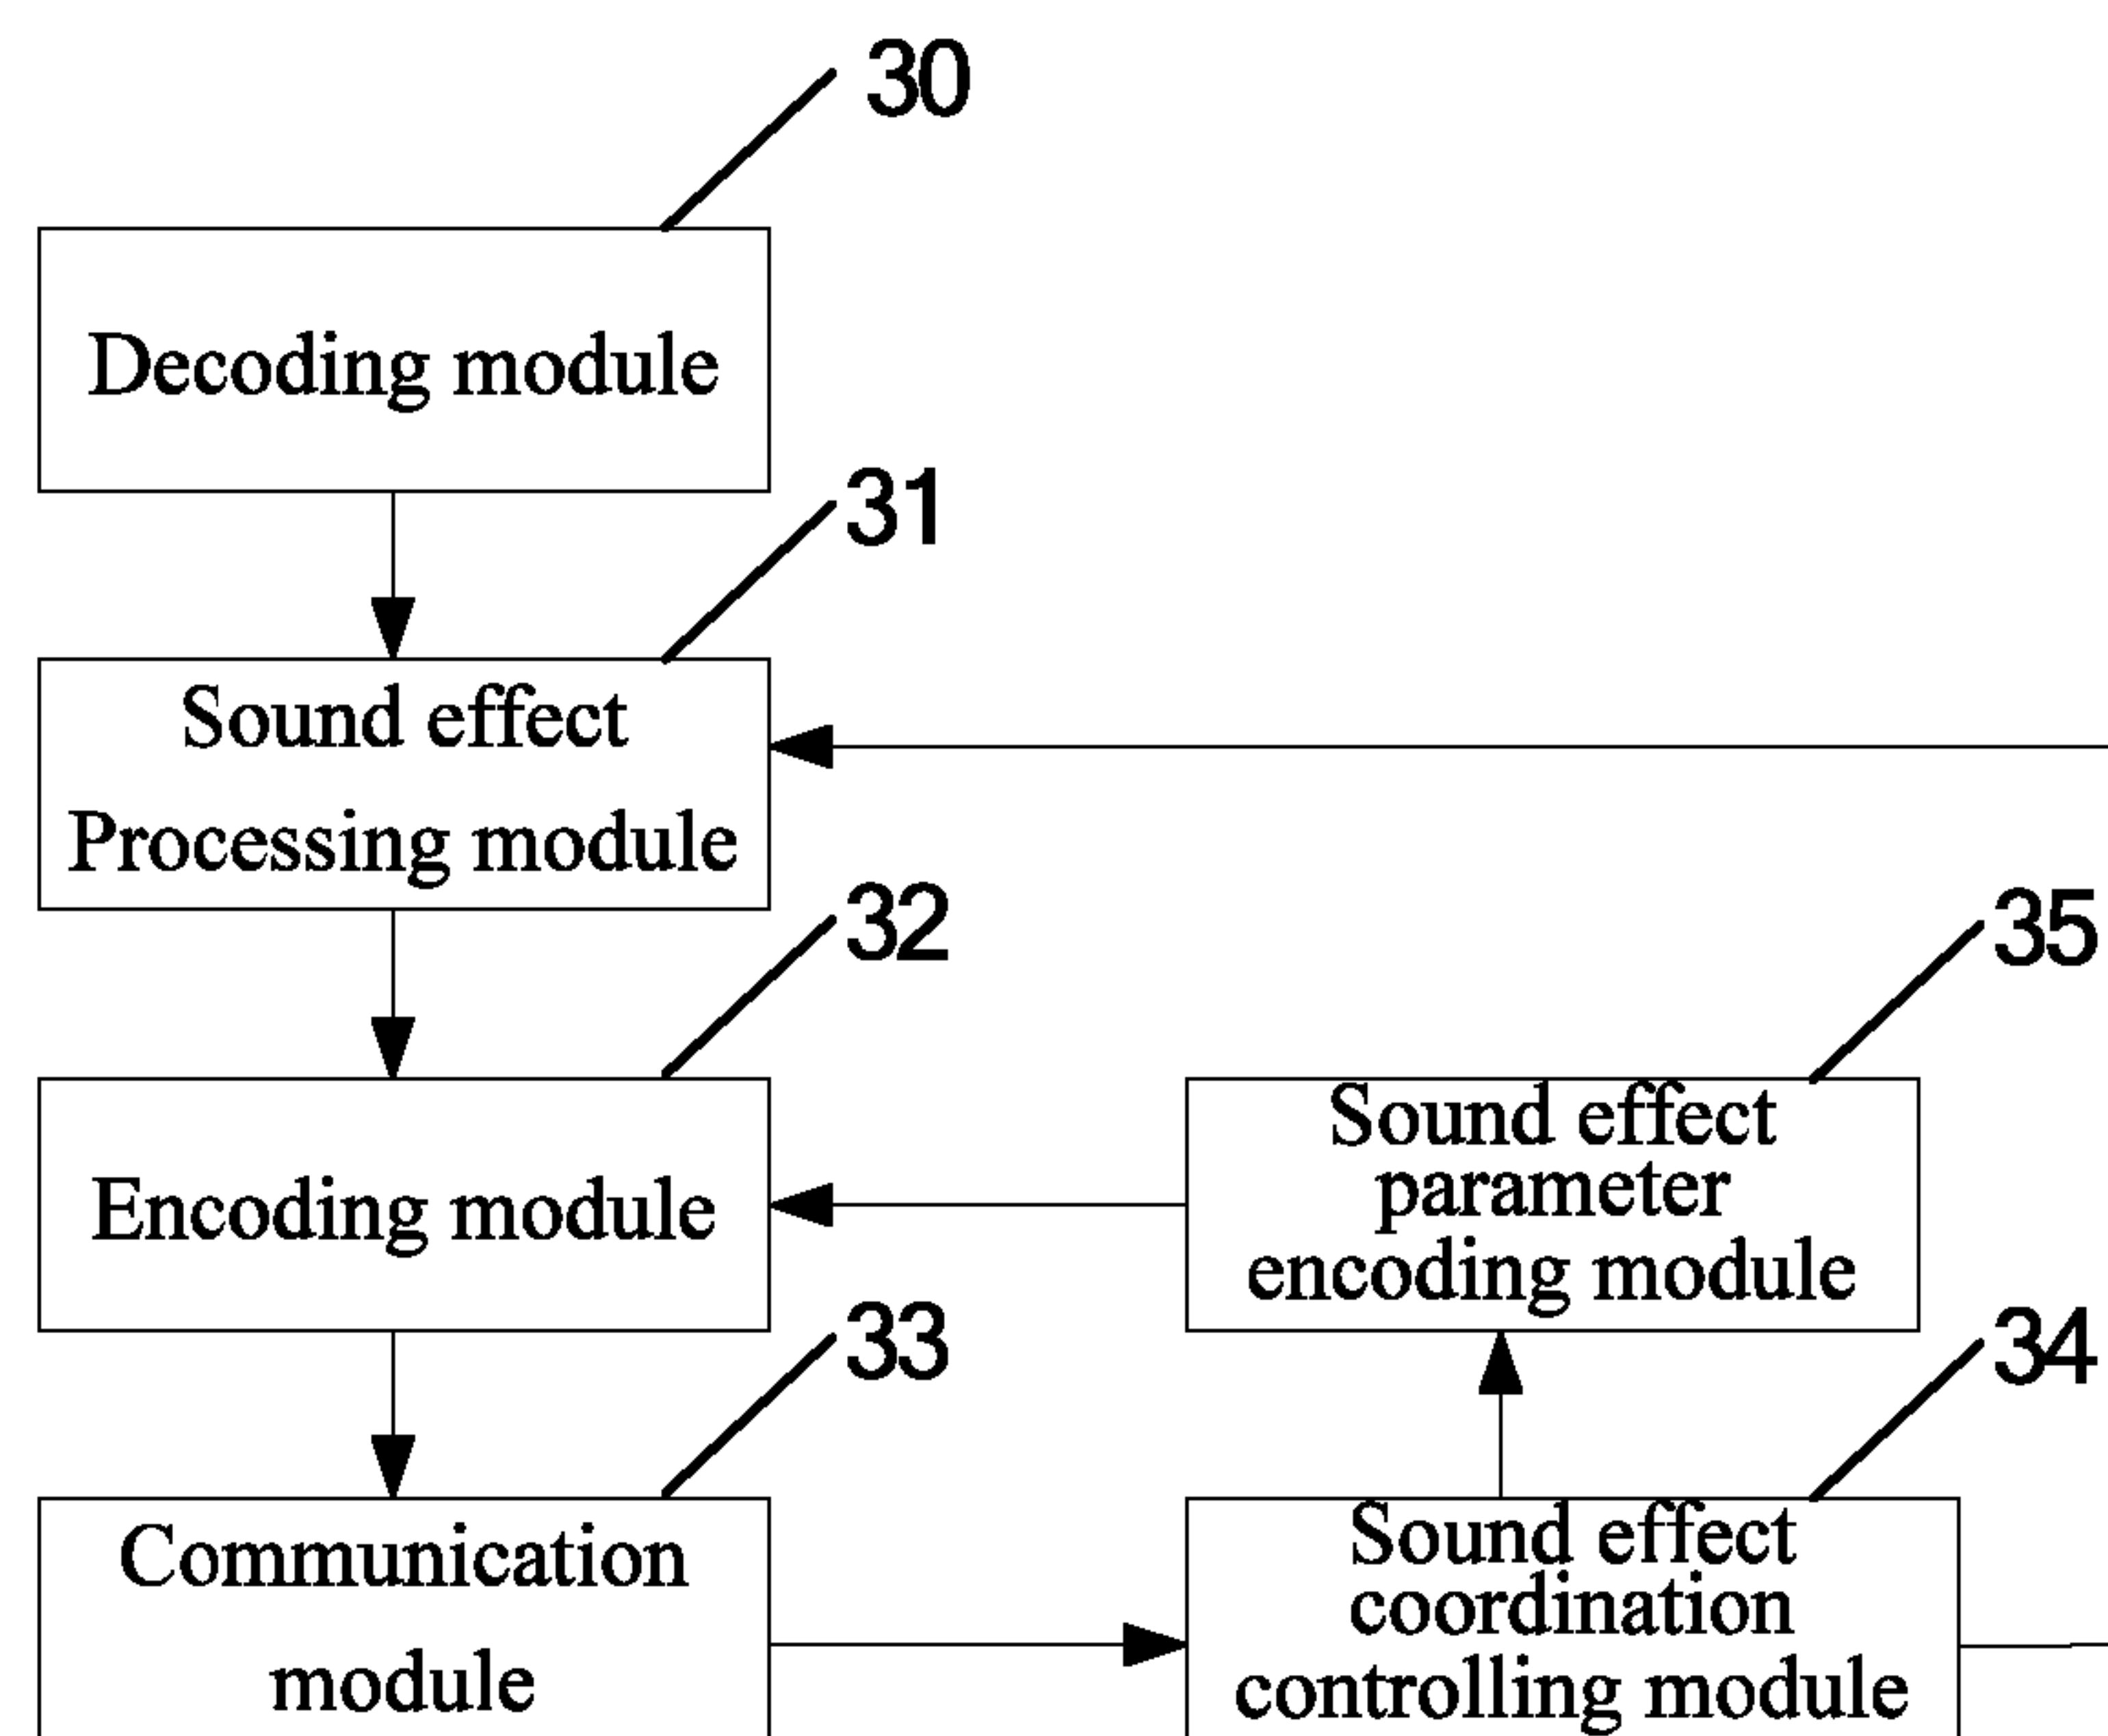 30
Decoding module
31
Sound effect
Processing module
32
35
Encoding module
Sound effect
parameter
encoding module
33
34
Communication
module
Sound effect
coordination
controlling module